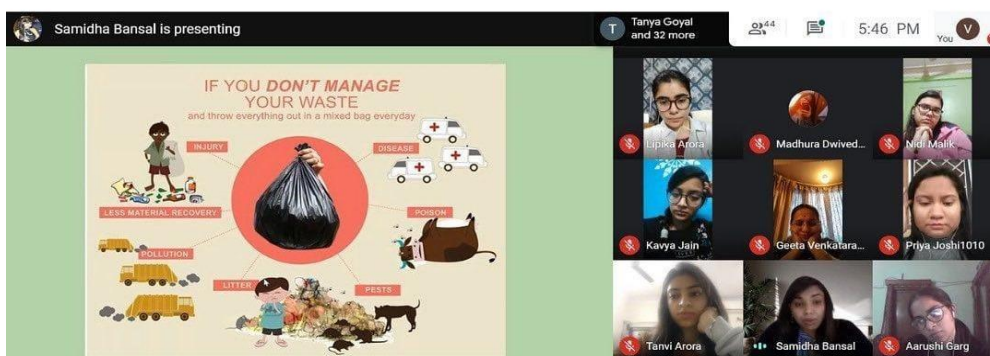 Samidha Bansal is presenting
T
Tanya Goyal
and 32 more
44
5:46 PM
You
V
IF YOU DON'T MANAGE
YOUR WASTE
and throw everything out in a mixed bag everyday
INJURY
DISEASE
LESS MATERIAL RECOVERY
POISON
POLLUTION
LITTER
PESTS
Lipika Arora
Madhura Dwived...
Nidi Malik
Kavya Jain
Geeta Venkatara...
Priya Joshi1010
Tanvi Arora
Samidha Bansal
Aarushi Garg